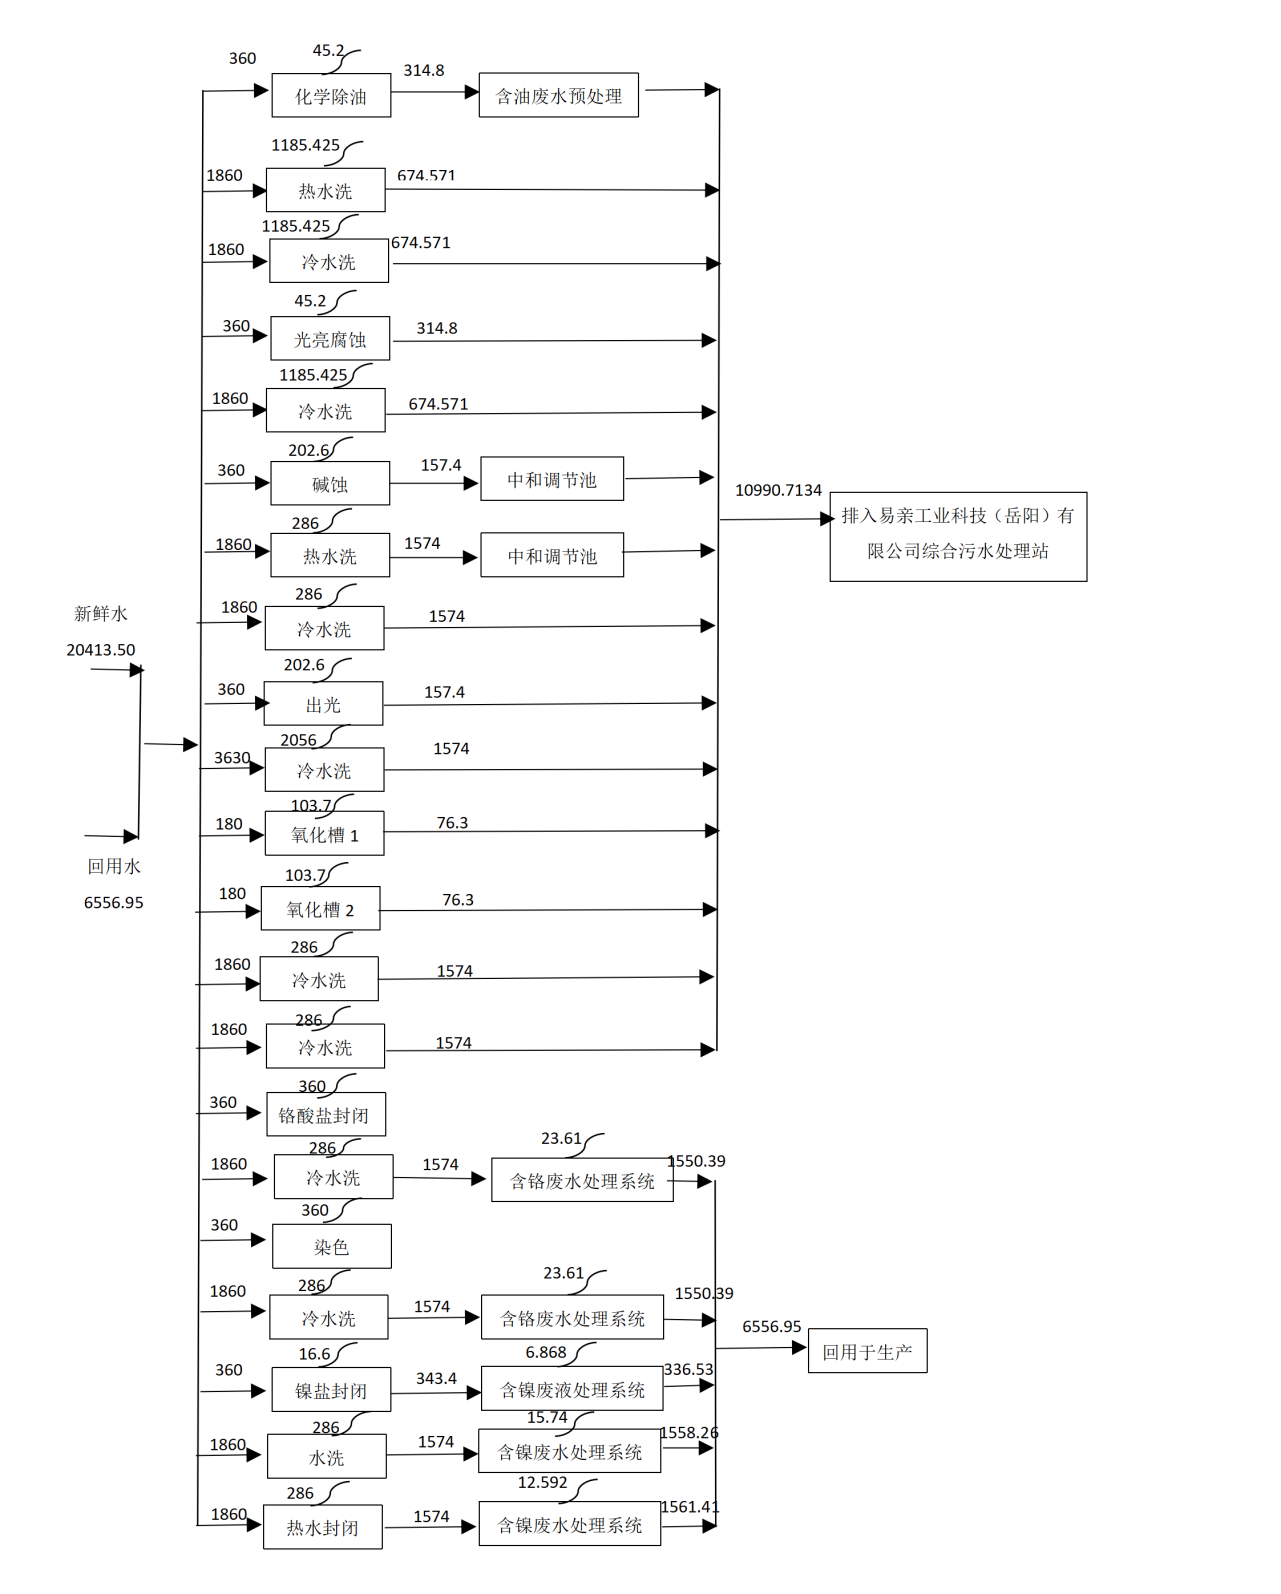 360
45.2
314.8
化学除油
含油废水预处理
1860
1185.425
674.571
热水洗
1860
1185.425
674.571
冷水洗
360
45.2
314.8
光亮腐蚀
1860
1185.425
674.571
冷水洗
360
202.6
157.4
碱蚀
中和调节池
1860
286
1574
热水洗
中和调节池
10990.7134
排入易亲工业科技（岳阳）有
限公司综合污水处理站
1860
286
1574
冷水洗
新鲜水
20413.50
360
202.6
157.4
出光
3630
2056
1574
冷水洗
180
103.7
76.3
氧化槽 1
回用水
6556.95
180
103.7
76.3
氧化槽 2
1860
286
1574
冷水洗
1860
286
1574
冷水洗
360
360
铬酸盐封闭
1860
286
1574
冷水洗
23.61
含铬废水处理系统
1550.39
360
360
染色
1860
286
1574
冷水洗
23.61
含铬废水处理系统
1550.39
6556.95
回用于生产
360
16.6
343.4
镍盐封闭
6.868
含镍废液处理系统
336.53
1860
286
1574
水洗
15.74
含镍废水处理系统
1558.26
1860
286
1574
热水封闭
12.592
含镍废水处理系统
1561.41